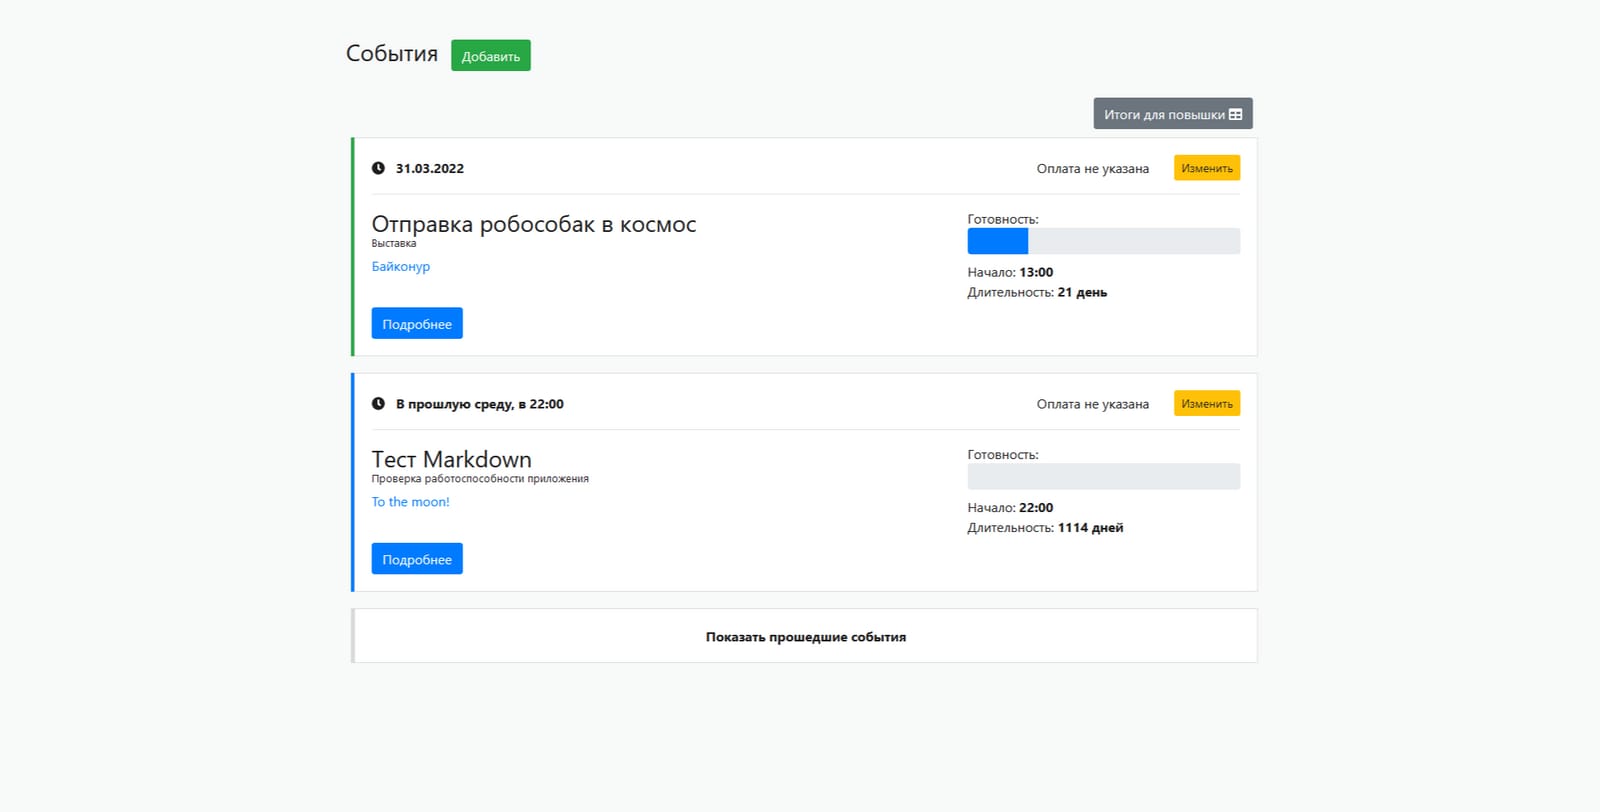 События
Добавить
Итоги для повышки
31.03.2022
Оплата не указана
Изменить
Отправка робособак в космос
Выставка
Байконур
Подробнее
Готовность:
Начало: 13:00
Длительность: 21 день
В прошлую среду, в 22:00
Оплата не указана
Изменить
Тест Markdown
Проверка работоспособности приложения
To the moon!
Подробнее
Готовность:
Начало: 22:00
Длительность: 1114 дней
Показать прошедшие события